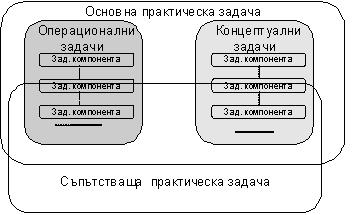 Основна практическа задача
Операционални
задачи
Зад. компонента
Зад. компонента
Зад. компонента
Концептуални
задачи
Зад. компонента
Зад. компонента
Зад. компонента
Съпътстваща практическа задача